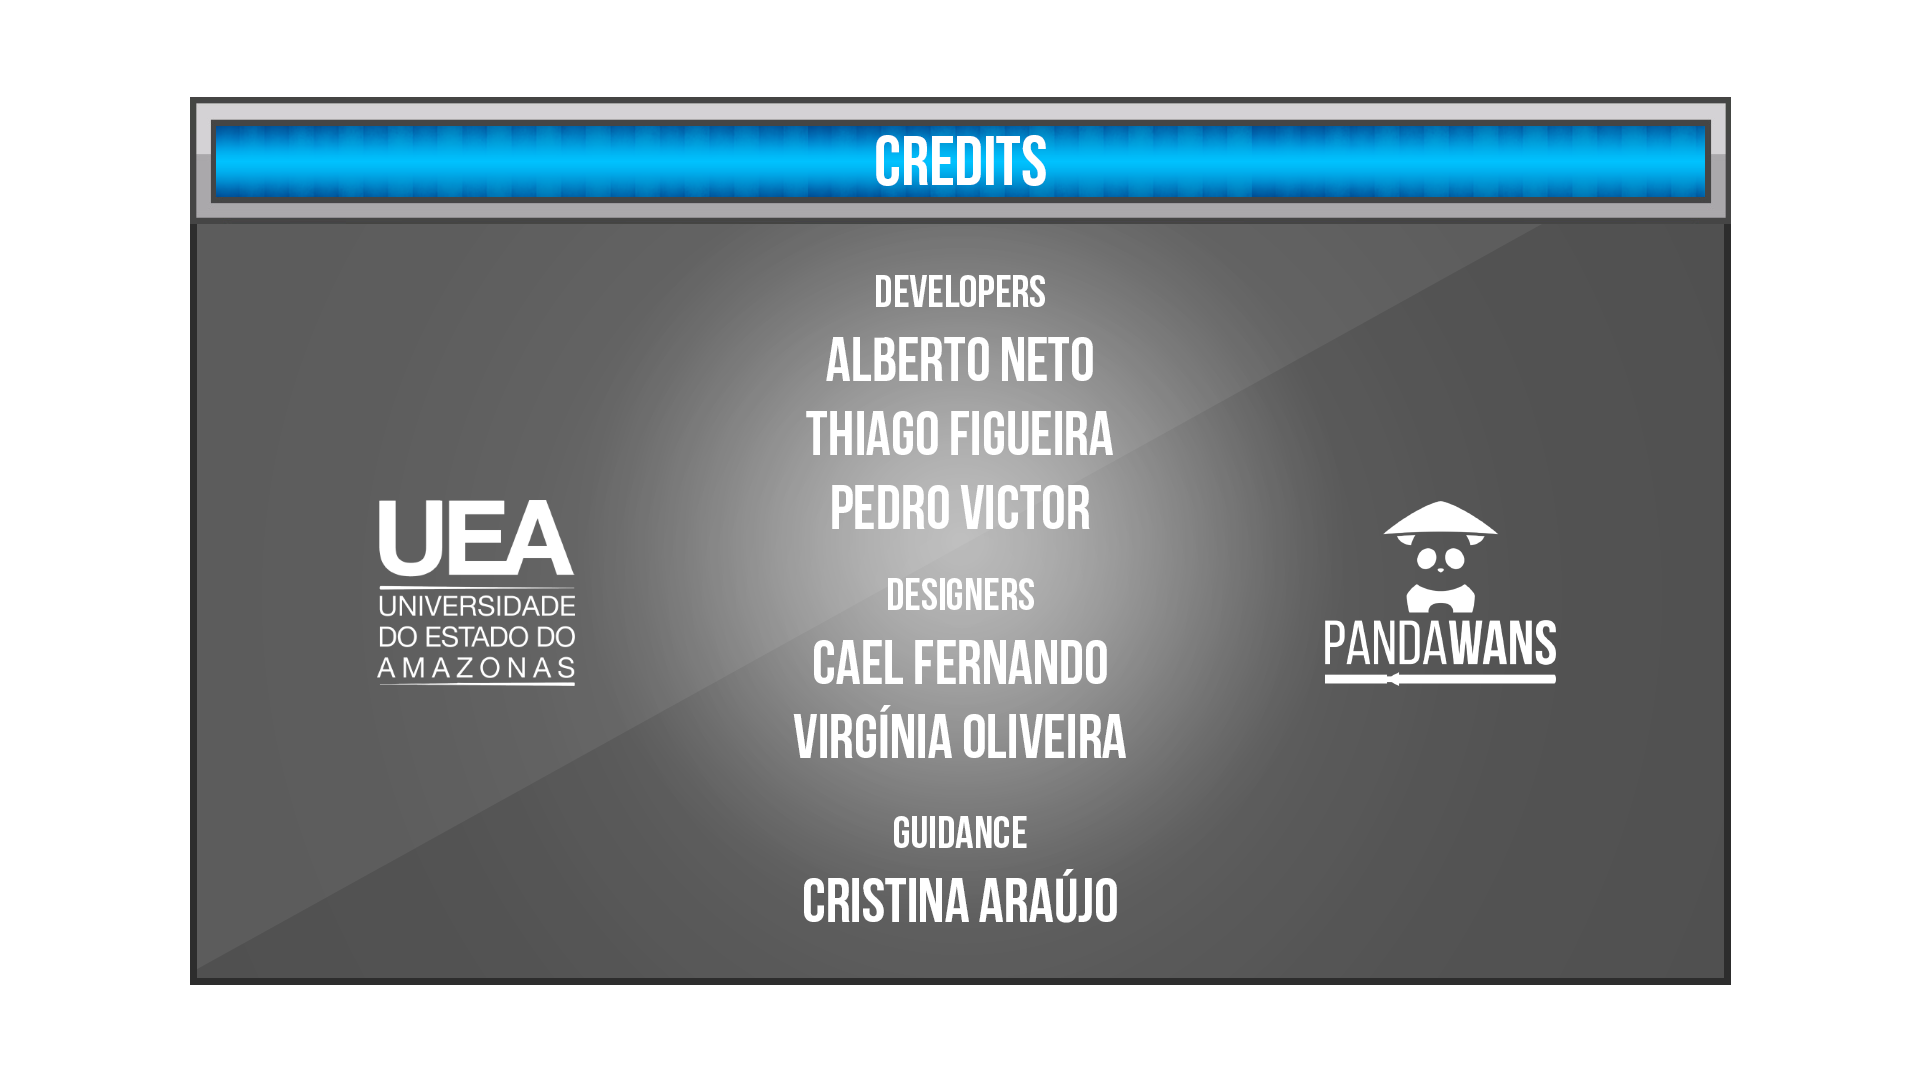 CREDITS
DEVELOPERS
ALBERTO NETO
THIAGO FIGUEIRA
PEDRO VICTOR
DESIGNERS
CAEL FERNANDO
VIRGÍNIA OLIVEIRA
GUIDANCE
CRISTINA ARAÚJO
UEA
UNIVERSIDADE
DO ESTADO DO
AMAZONAS
PANDAWANS